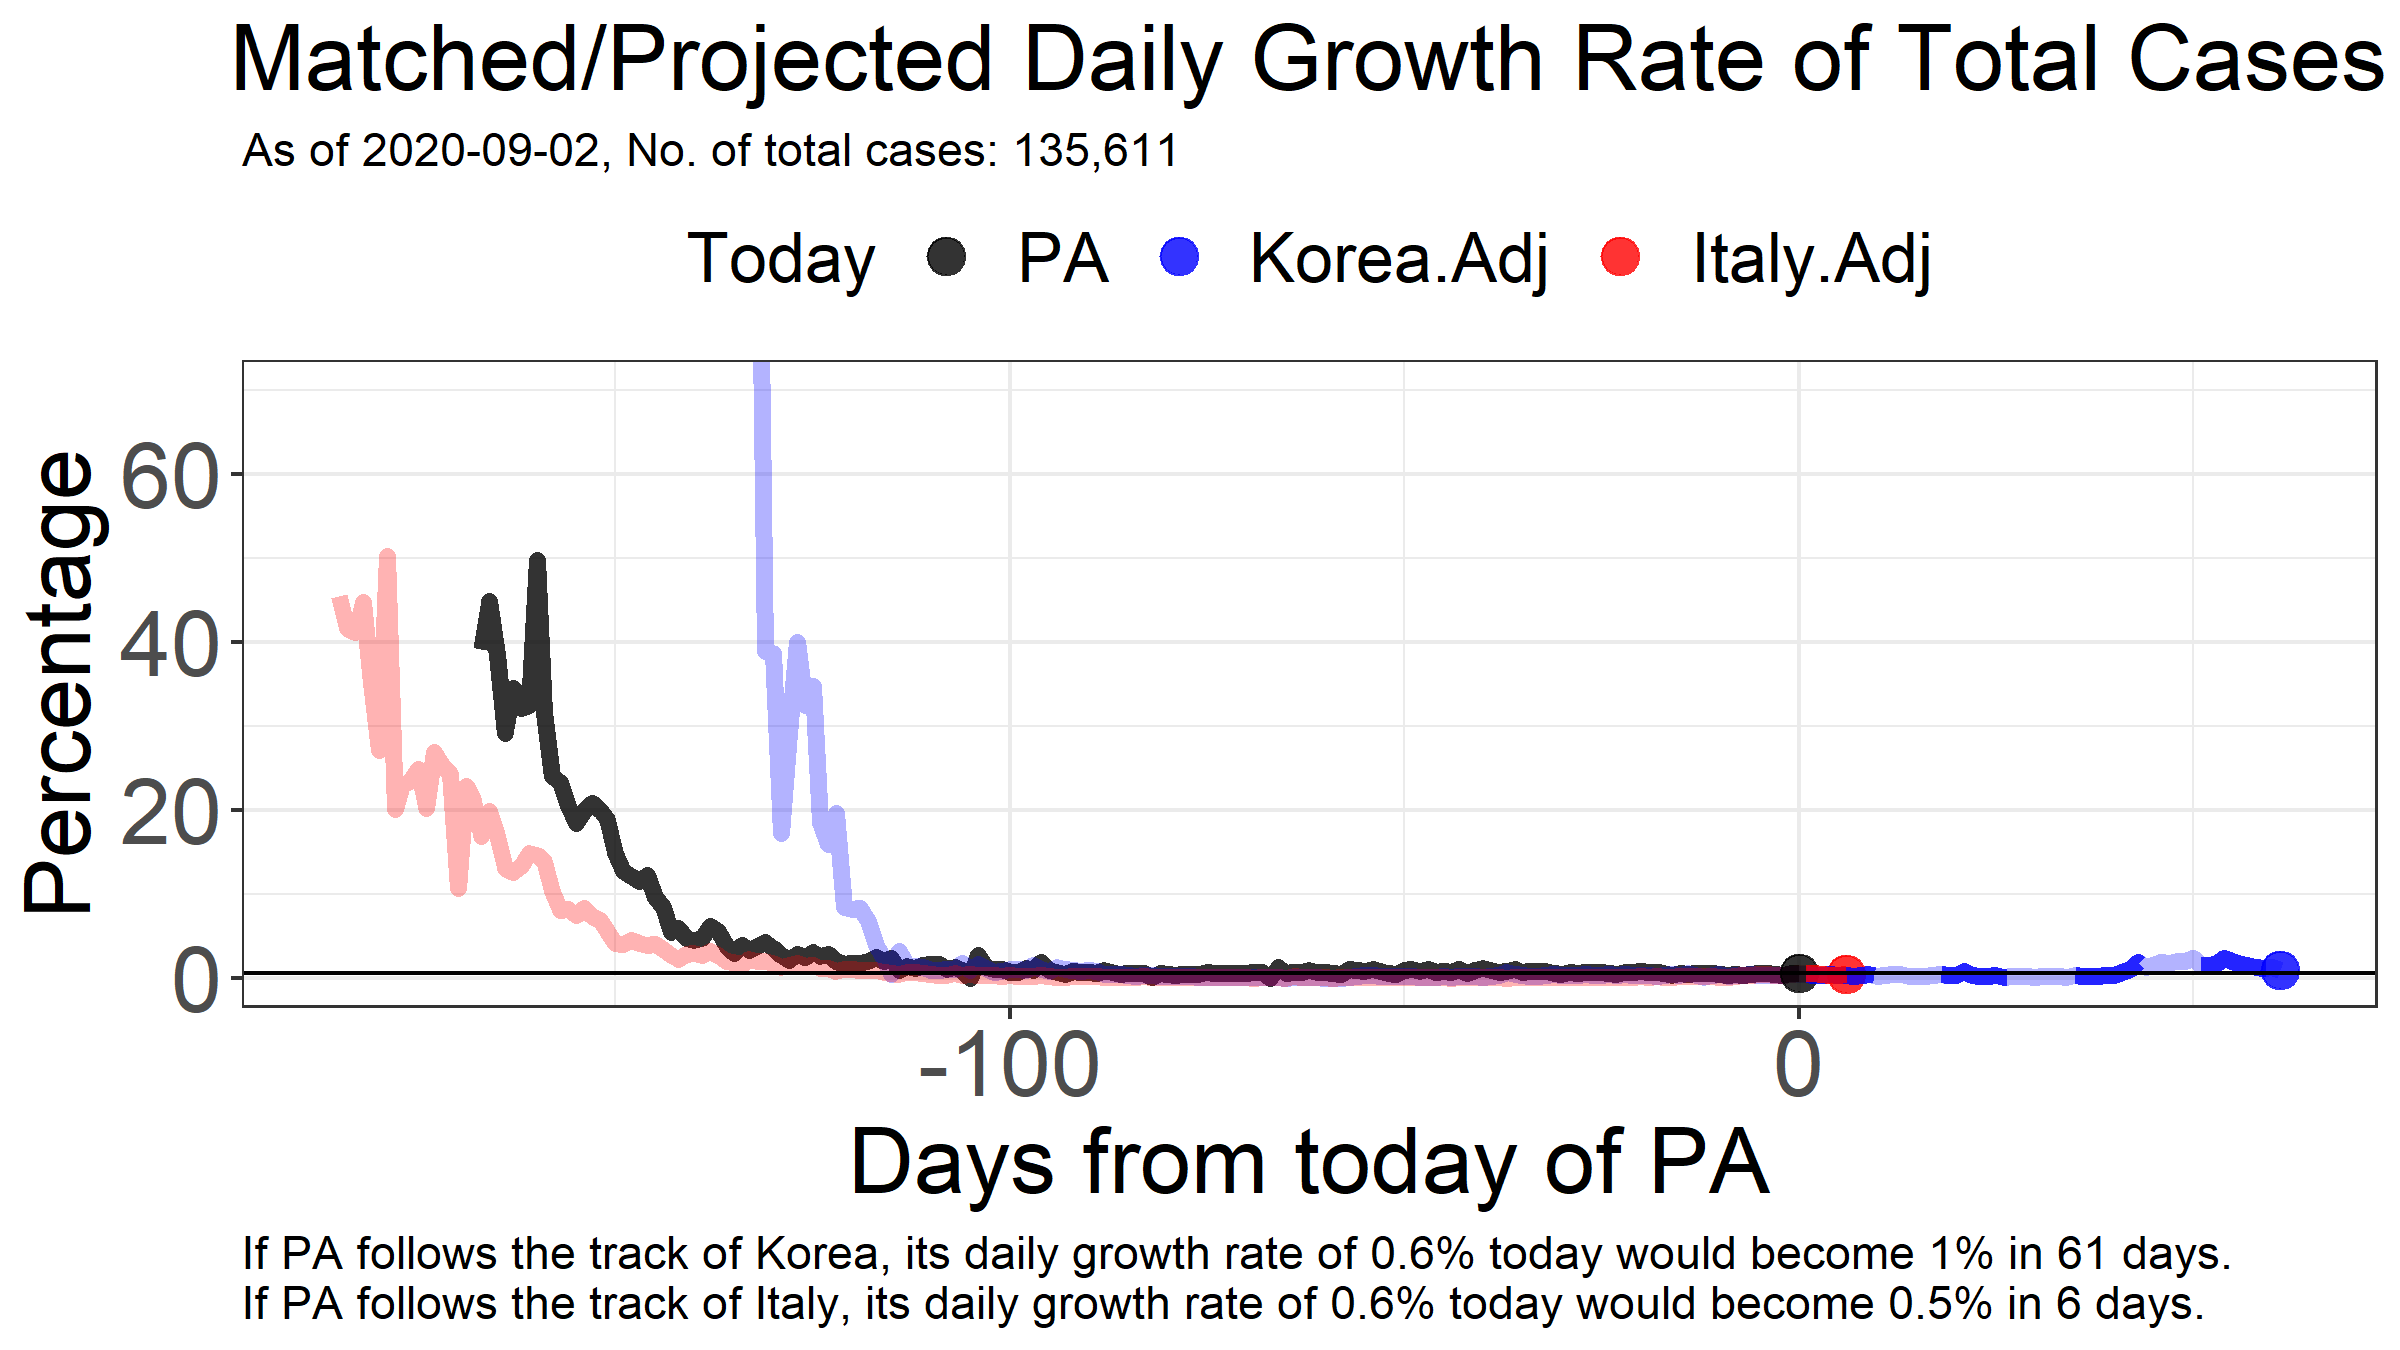 Matched/Projected Daily Growth Rate of Total Cases
As of 2020-09-02, No. of total cases: 135,611
Today PA Korea.Adj Italy.Adj
Percentage
60
40
20
0
-100 0
Days from today of PA
If PA follows the track of Korea, its daily growth rate of 0.6% today would become 1% in 61 days.
If PA follows the track of Italy, its daily growth rate of 0.6% today would become 0.5% in 6 days.